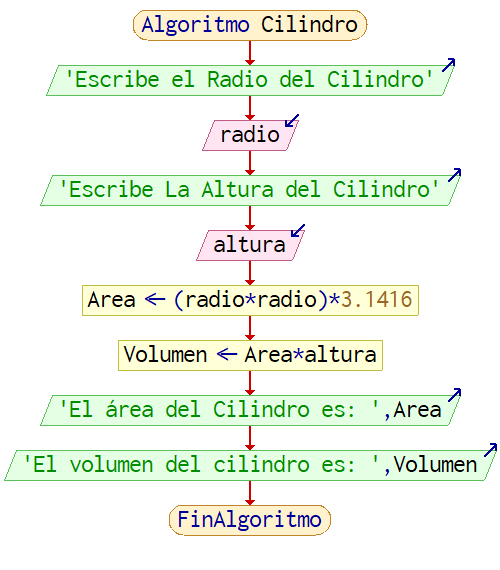 Algoritmo Cilindro
'Escribe el Radio del Cilindro'
radio
'Escribe La Altura del Cilindro'
altura
Area ← (radio*radio)*3.1416
Volumen ← Area*altura
'El área del Cilindro es: ',Area
'El volumen del cilindro es: ',Volumen
FinAlgoritmo